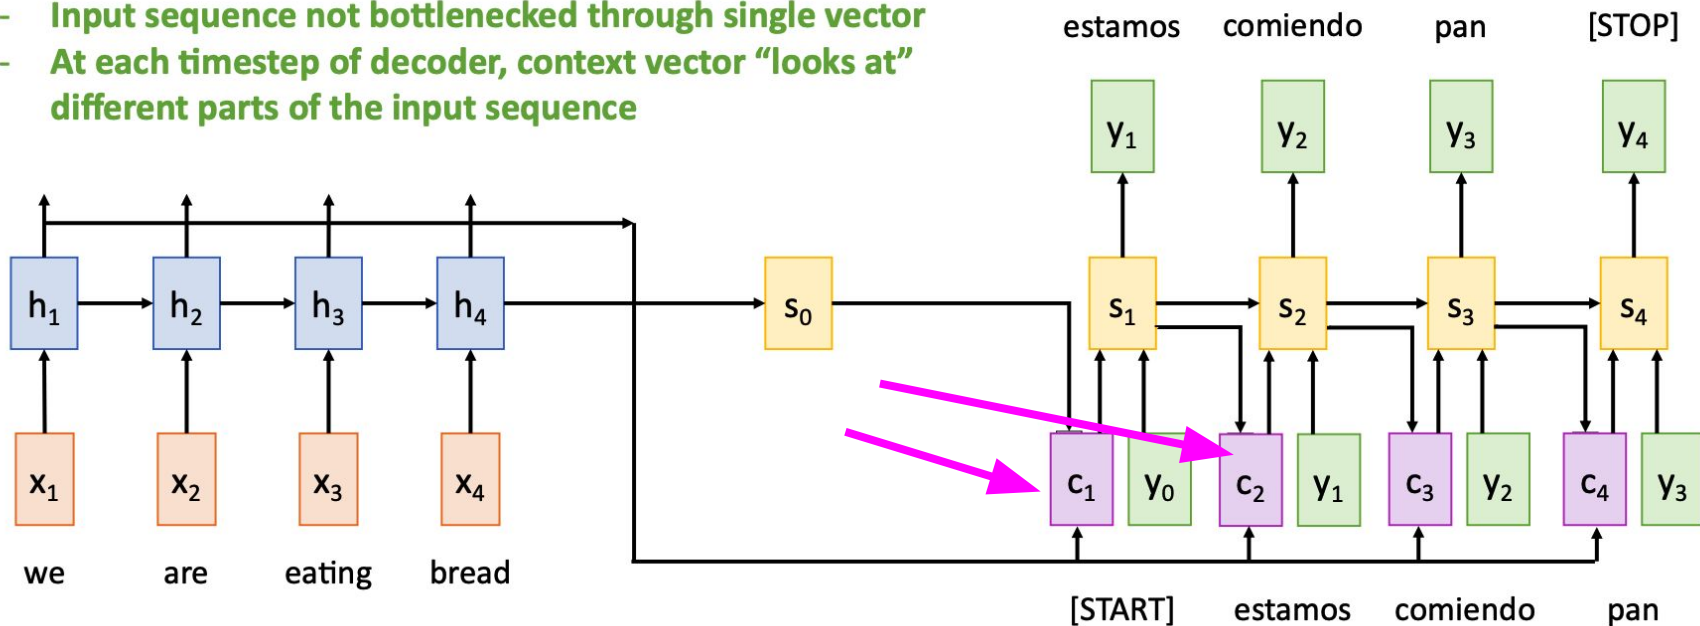 - Input sequence not bottlenecked through single vector
- At each timestep of decoder, context vector “looks at”
different parts of the input sequence
estamos comiendo pan [STOP]
y₁ y₂ y₃ y₄
h₁ h₂ h₃ h₄ s₀ s₁ s₂ s₃ s₄
x₁ x₂ x₃ x₄ c₁ y₀ c₂ y₁ c₃ y₂ c₄ y₃
we are eating bread
[START] estamos comiendo pan